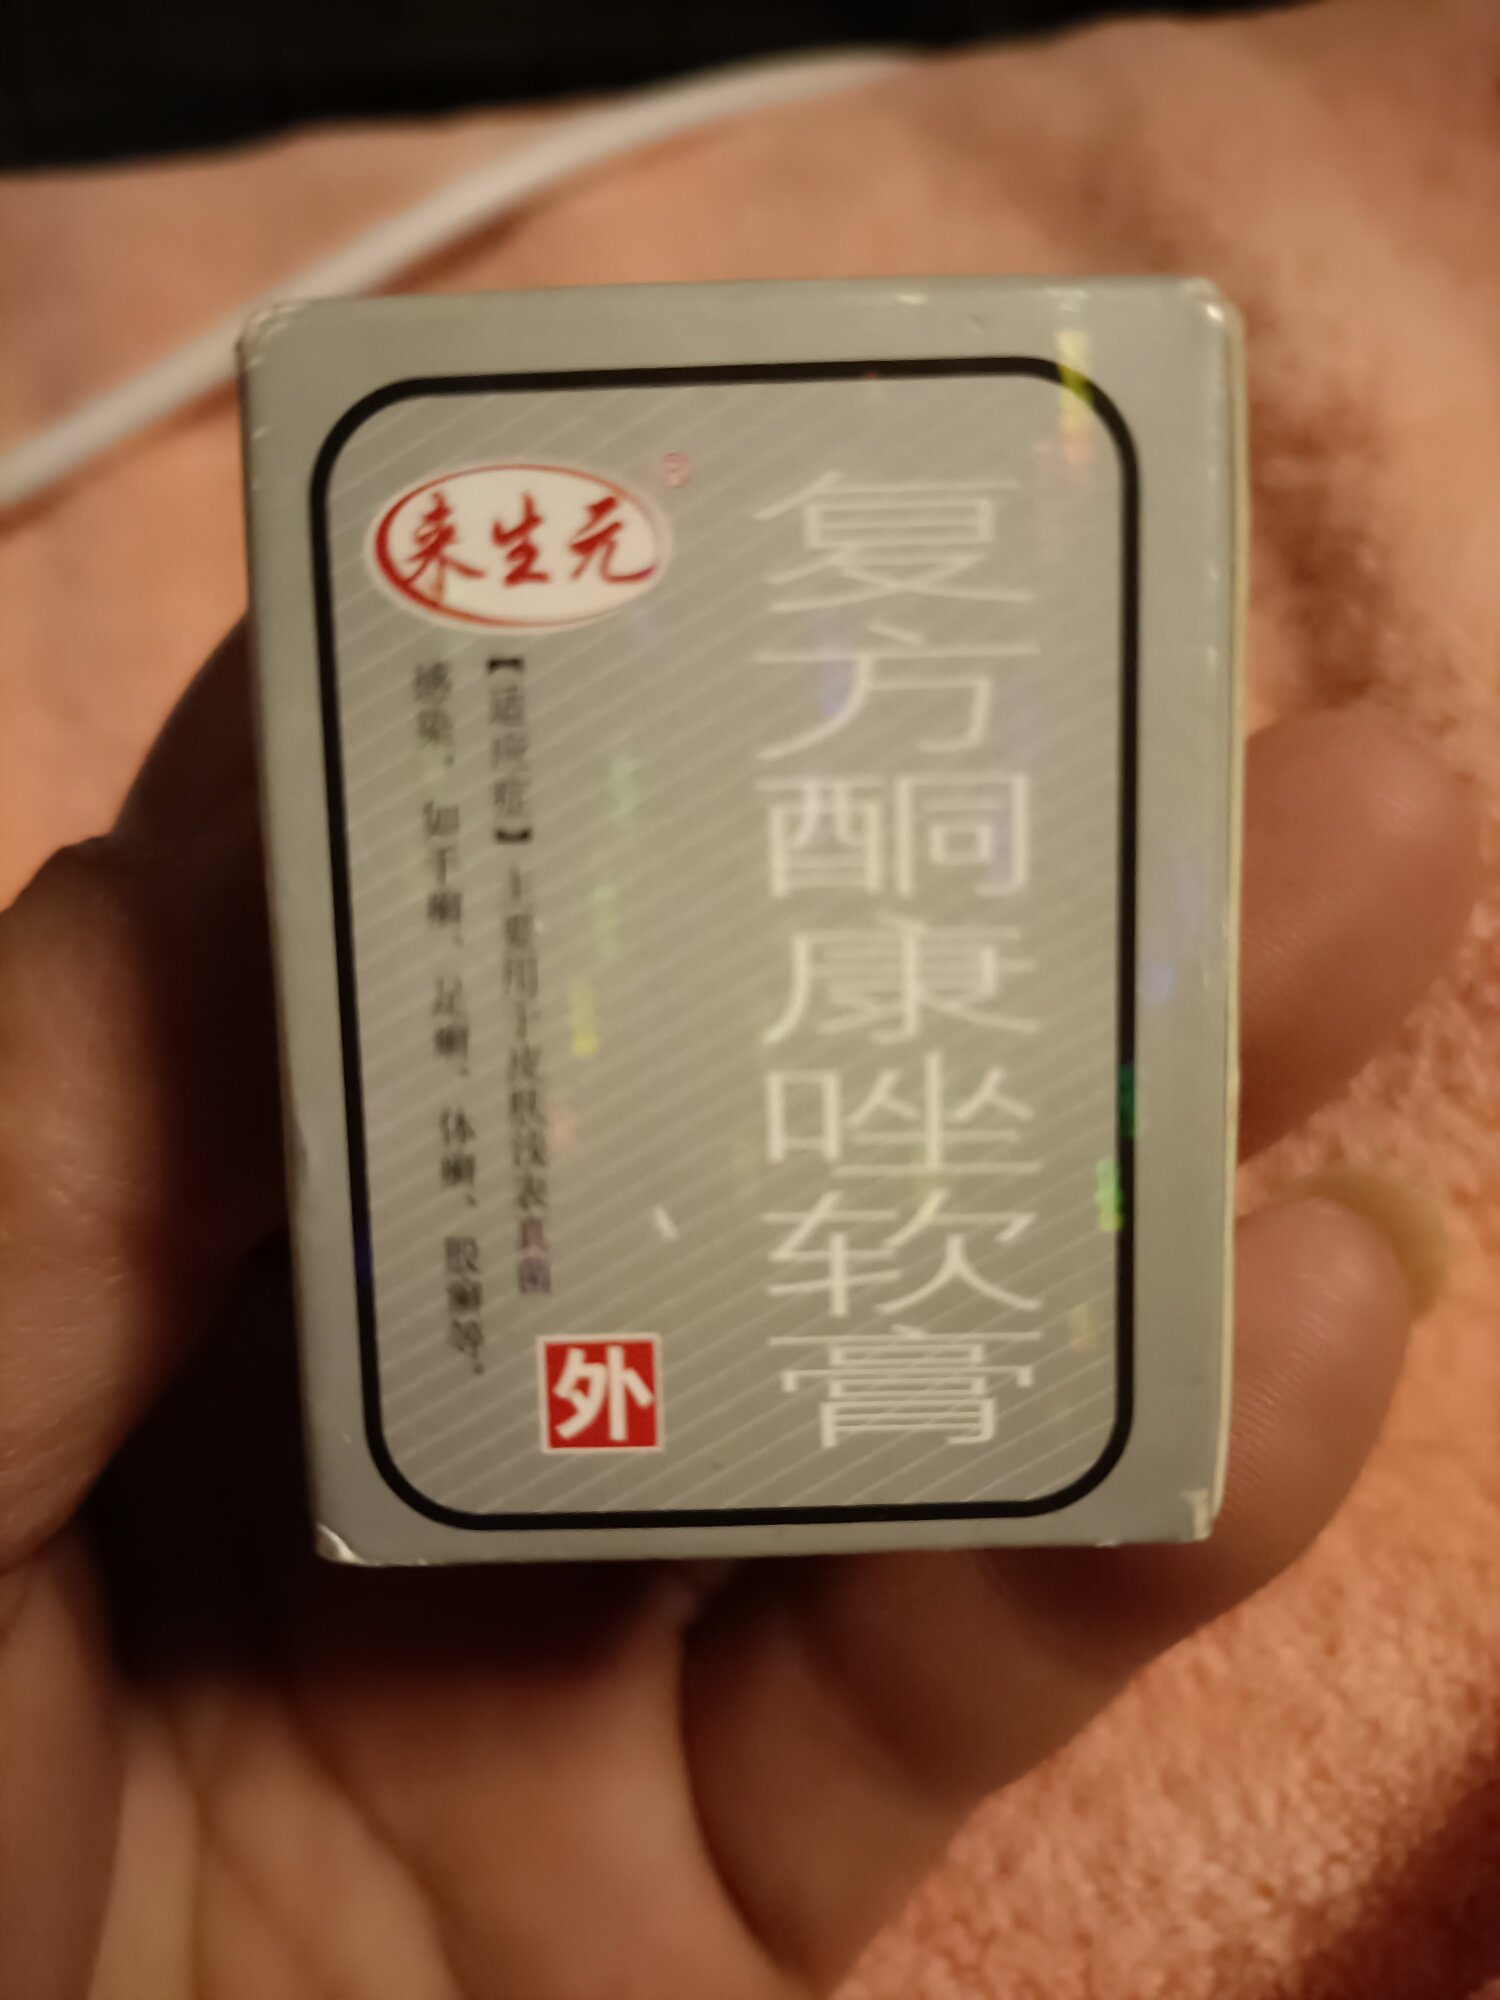 复方酮康唑软膏
来生元
®
【适应症】主要用于皮肤浅表真菌
感染，如手癣、足癣、体癣、股癣等。
外